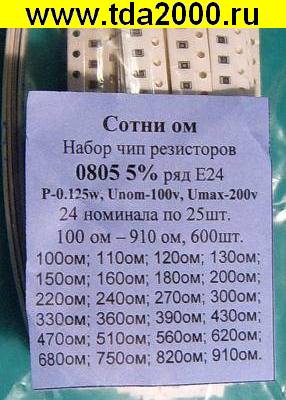 www.tda2000.ru
Сотни ом
Набор чип резисторов
0805 5% ряд Е24
Р-0.125w, Unom-100v, Umax-200v
24 номинала по 25шт.
100 ом – 910 ом, 600шт.
100ом; 110ом; 120ом; 130ом;
150ом; 160ом; 180ом; 200ом;
220ом; 240ом; 270ом; 300ом;
330ом; 360ом; 390ом; 430ом;
470ом; 510ом; 560ом; 620ом;
680ом; 750ом; 820ом; 910ом.